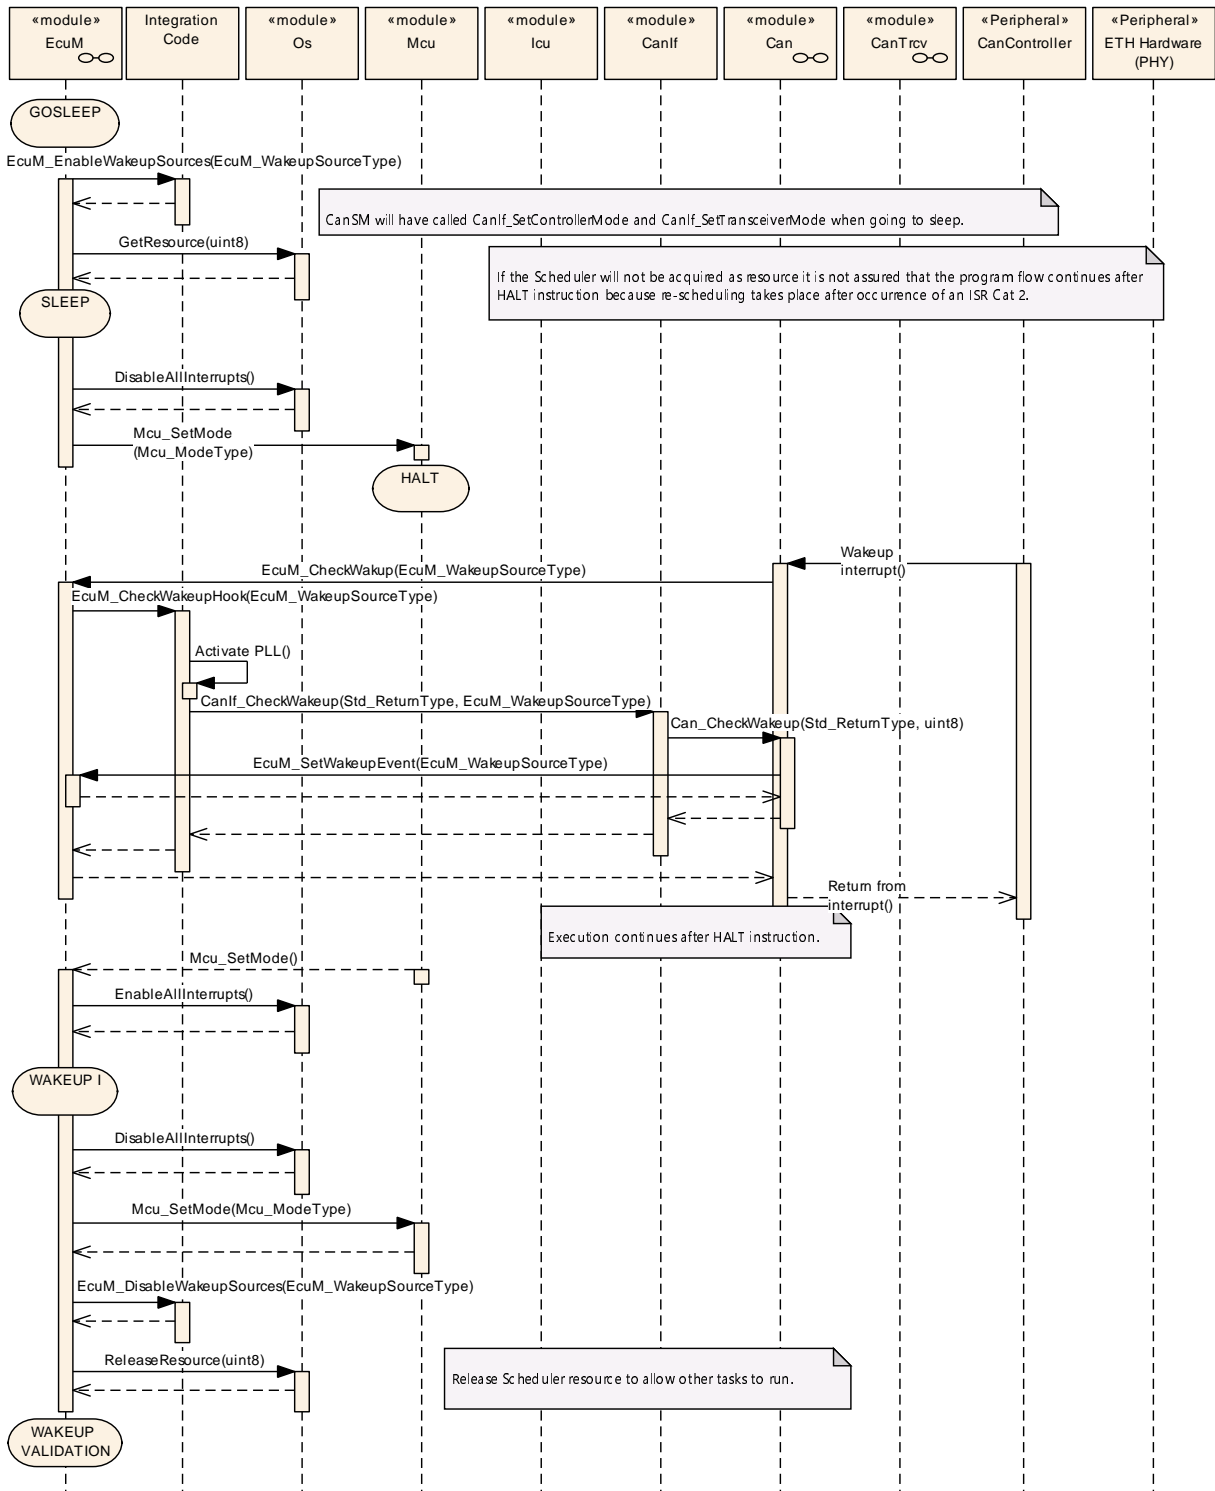 «module»
EcuM
Integration
Code
«module»
Os
«module»
Mcu
«module»
Icu
«module»
CanIf
«module»
Can
«module»
CanTrcv
«Peripheral»
CanController
«Peripheral»
ETH Hardware
(PHY)
GOSLEEP
EcuM_EnableWakeupSources(EcuM_WakeupSourceType)
CanSM will have called CanIf_SetControllerMode and CanIf_SetTransceiverMode when going to sleep.
GetResource(uint8)
If the Scheduler will not be acquired as resource it is not assured that the program flow continues after
HALT instruction because re-scheduling takes place after occurrence of an ISR Cat 2.
SLEEP
DisableAllInterrupts()
Mcu_SetMode
(Mcu_ModeType)
HALT
Wakeup
interrupt()
EcuM_CheckWakup(EcuM_WakeupSourceType)
EcuM_CheckWakeupHook(EcuM_WakeupSourceType)
Activate PLL()
CanIf_CheckWakeup(Std_ReturnType, EcuM_WakeupSourceType)
Can_CheckWakeup(Std_ReturnType, uint8)
EcuM_SetWakeupEvent(EcuM_WakeupSourceType)
Return from
interrupt()
Execution continues after HALT instruction.
Mcu_SetMode()
EnableAllInterrupts()
WAKEUP I
DisableAllInterrupts()
Mcu_SetMode(Mcu_ModeType)
EcuM_DisableWakeupSources(EcuM_WakeupSourceType)
ReleaseResource(uint8)
Release Scheduler resource to allow other tasks to run.
WAKEUP
VALIDATION